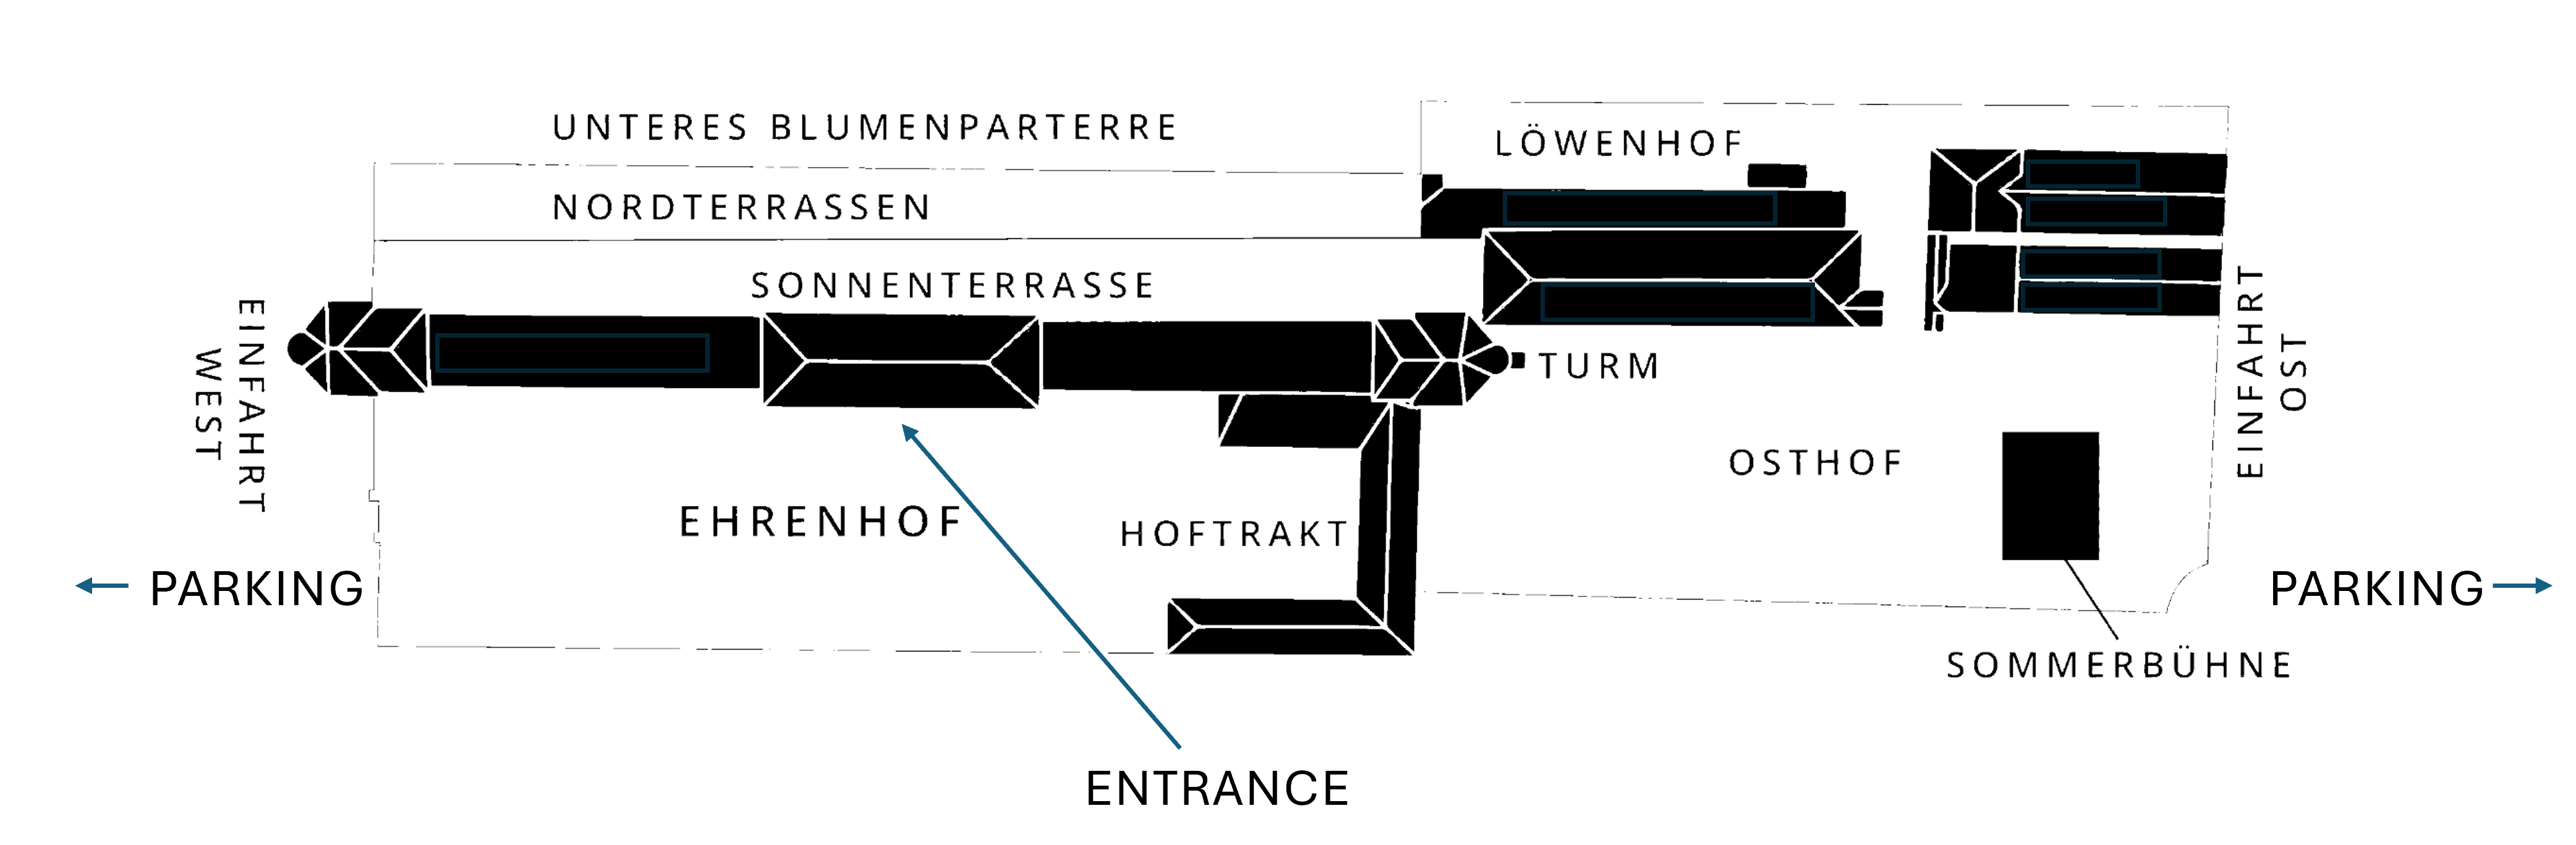 UNTERES BLUMENPARTERRE
LÖWENHOF
NORDTERRASSEN
SONNENTERRASSE
EINFAHRT
WEST
TURM
EINFAHRT
OST
OSTHOF
EHRENHOF
HOFTRAKT
PARKING
PARKING
SOMMERBÜHNE
ENTRANCE